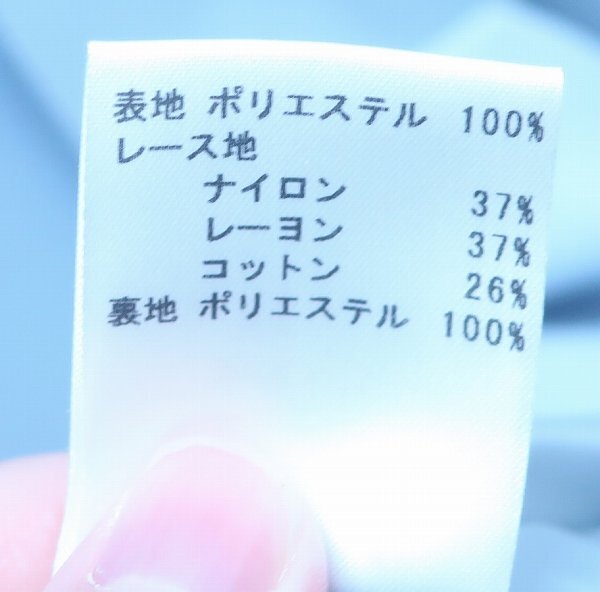 表地 ポリエステル 100%
レース地
ナイロン 37%
レーヨン 37%
コットン 26%
裏地 ポリエステル 100%